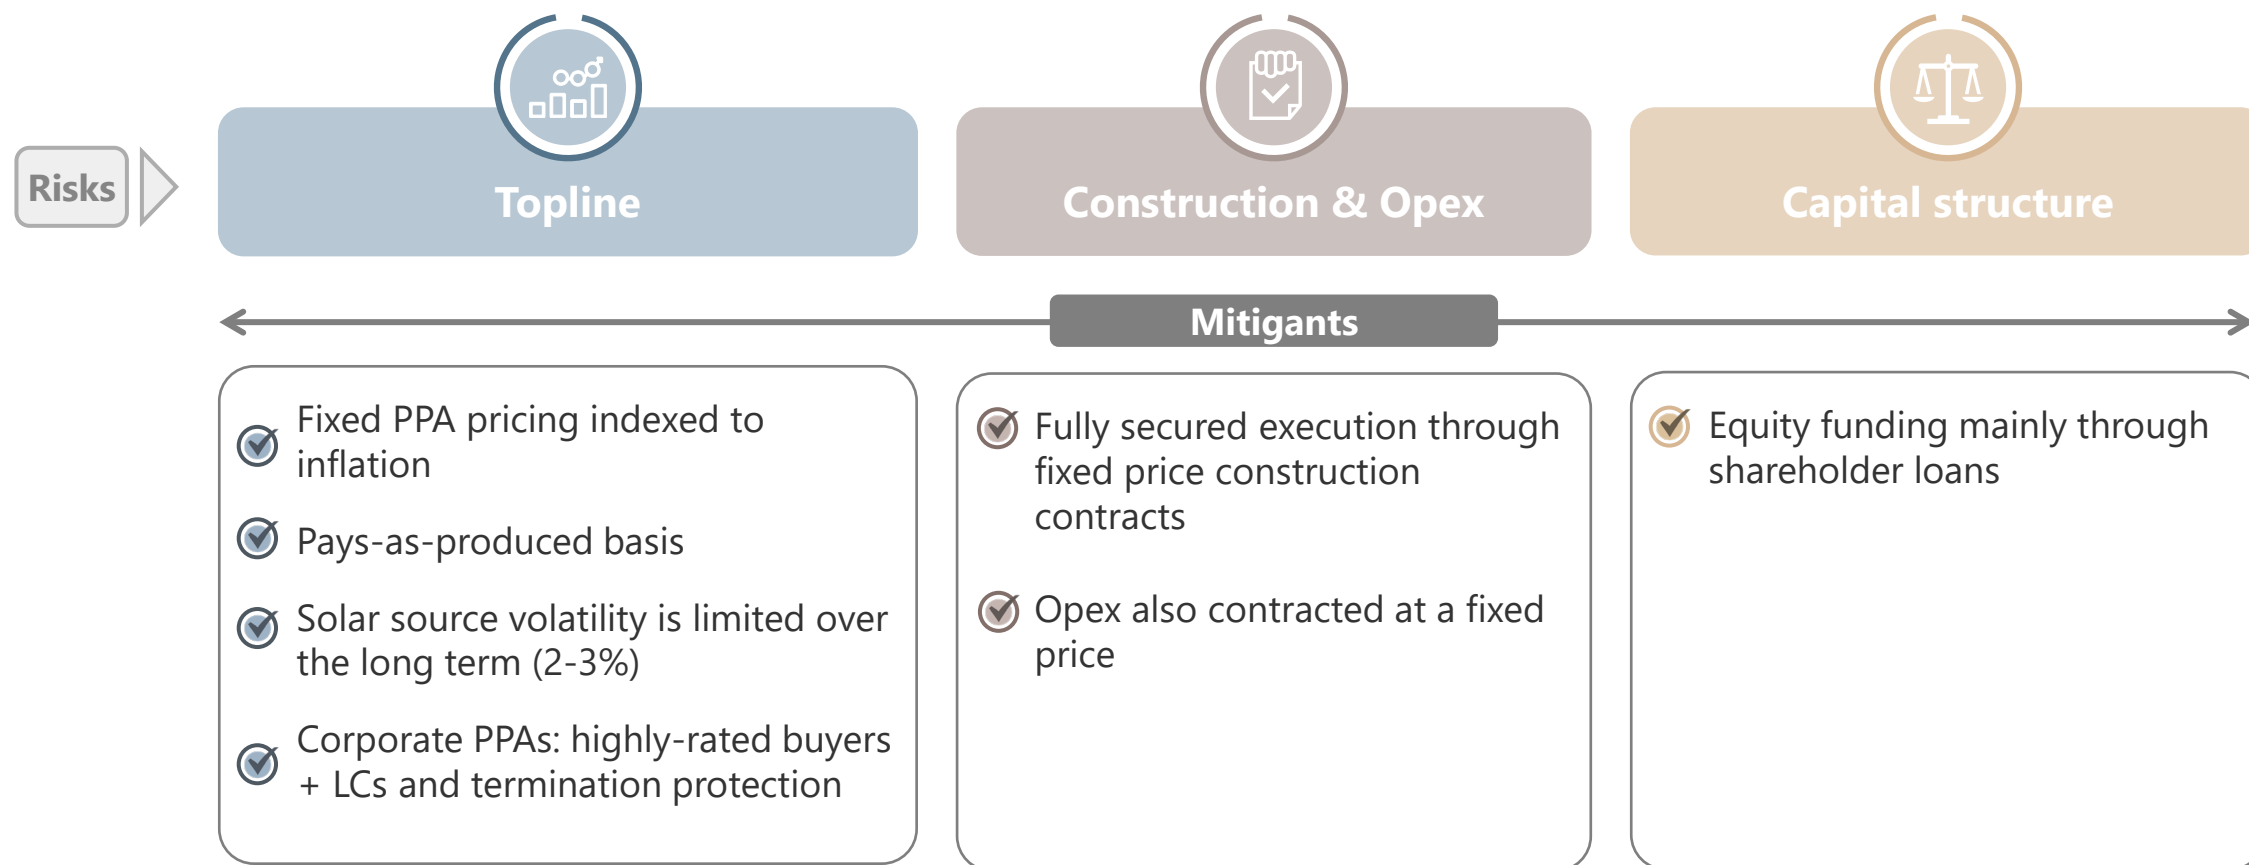 Risks
Topline
Construction & Opex
Capital structure
Mitigants
Fixed PPA pricing indexed to
inflation
Pays-as-produced basis
Solar source volatility is limited over
the long term (2-3%)
Corporate PPAs: highly-rated buyers
+ LCs and termination protection
Fully secured execution through
fixed price construction
contracts
Opex also contracted at a fixed
price
Equity funding mainly through
shareholder loans